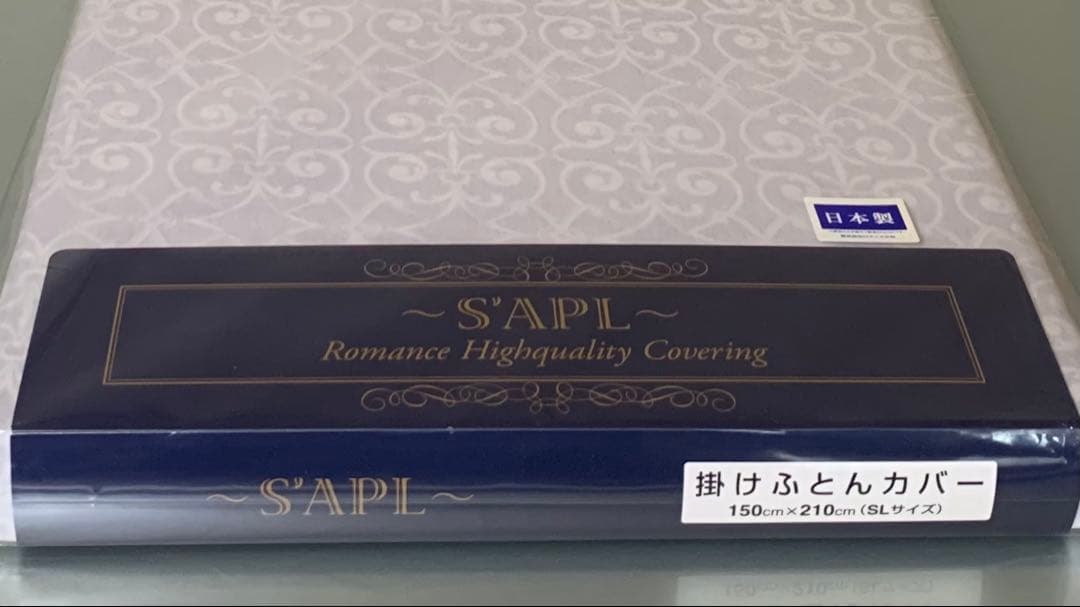 日本製
~S'APL~
Romance Highquality Covering
~S'APL~
掛けふとんカバー
150cm×210cm(SLサイズ)